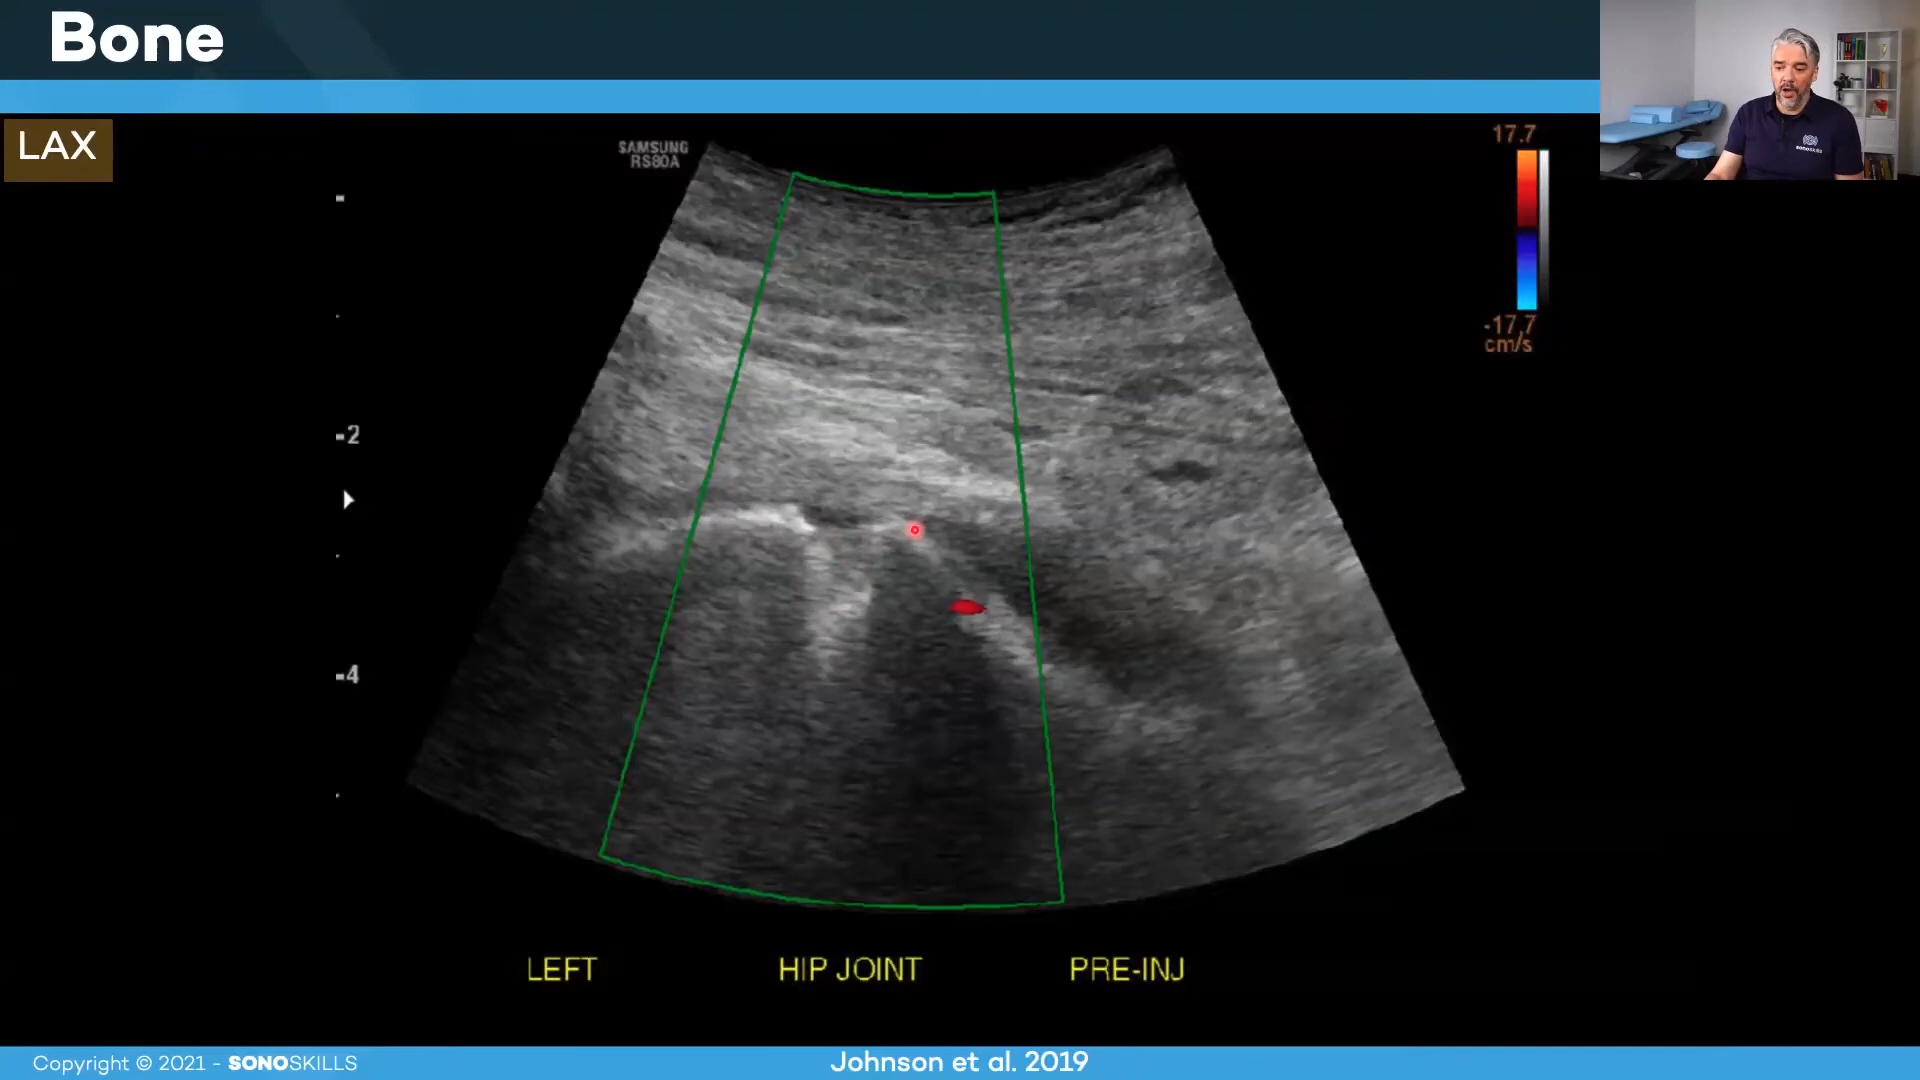 Bone
LAX
SAMSUNG
RS80A
17.7
-17,7
cm/s
-2
-4
LEFT HIP JOINT PRE-INJ
Copyright © 2021 - SONOSKILLS
Johnson et al. 2019